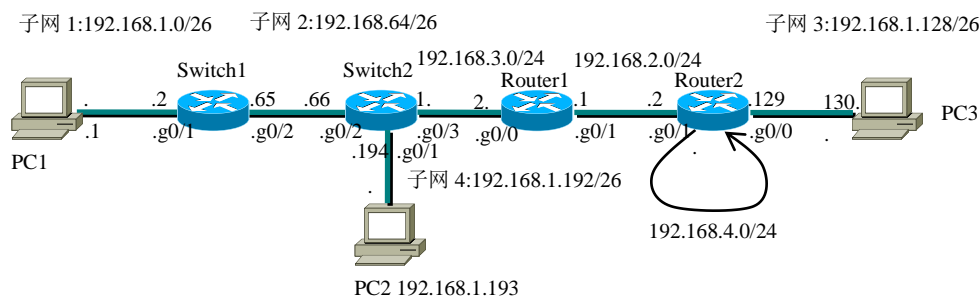 子网 1:192.168.1.0/26
子网 2:192.168.64/26
子网 3:192.168.1.128/26
192.168.3.0/24
192.168.2.0/24
Switch1
Switch2
Router1
Router2
. .2 .65 .66 1. 2. .1 .2 .129 130.
.1 .g0/1 .g0/2 .g0/2 .g0/3 .g0/0 .g0/1 .g0/1 .g0/0 .
PC1
PC3
.194 .g0/1
.
子网 4:192.168.1.192/26
.
192.168.4.0/24
PC2 192.168.1.193